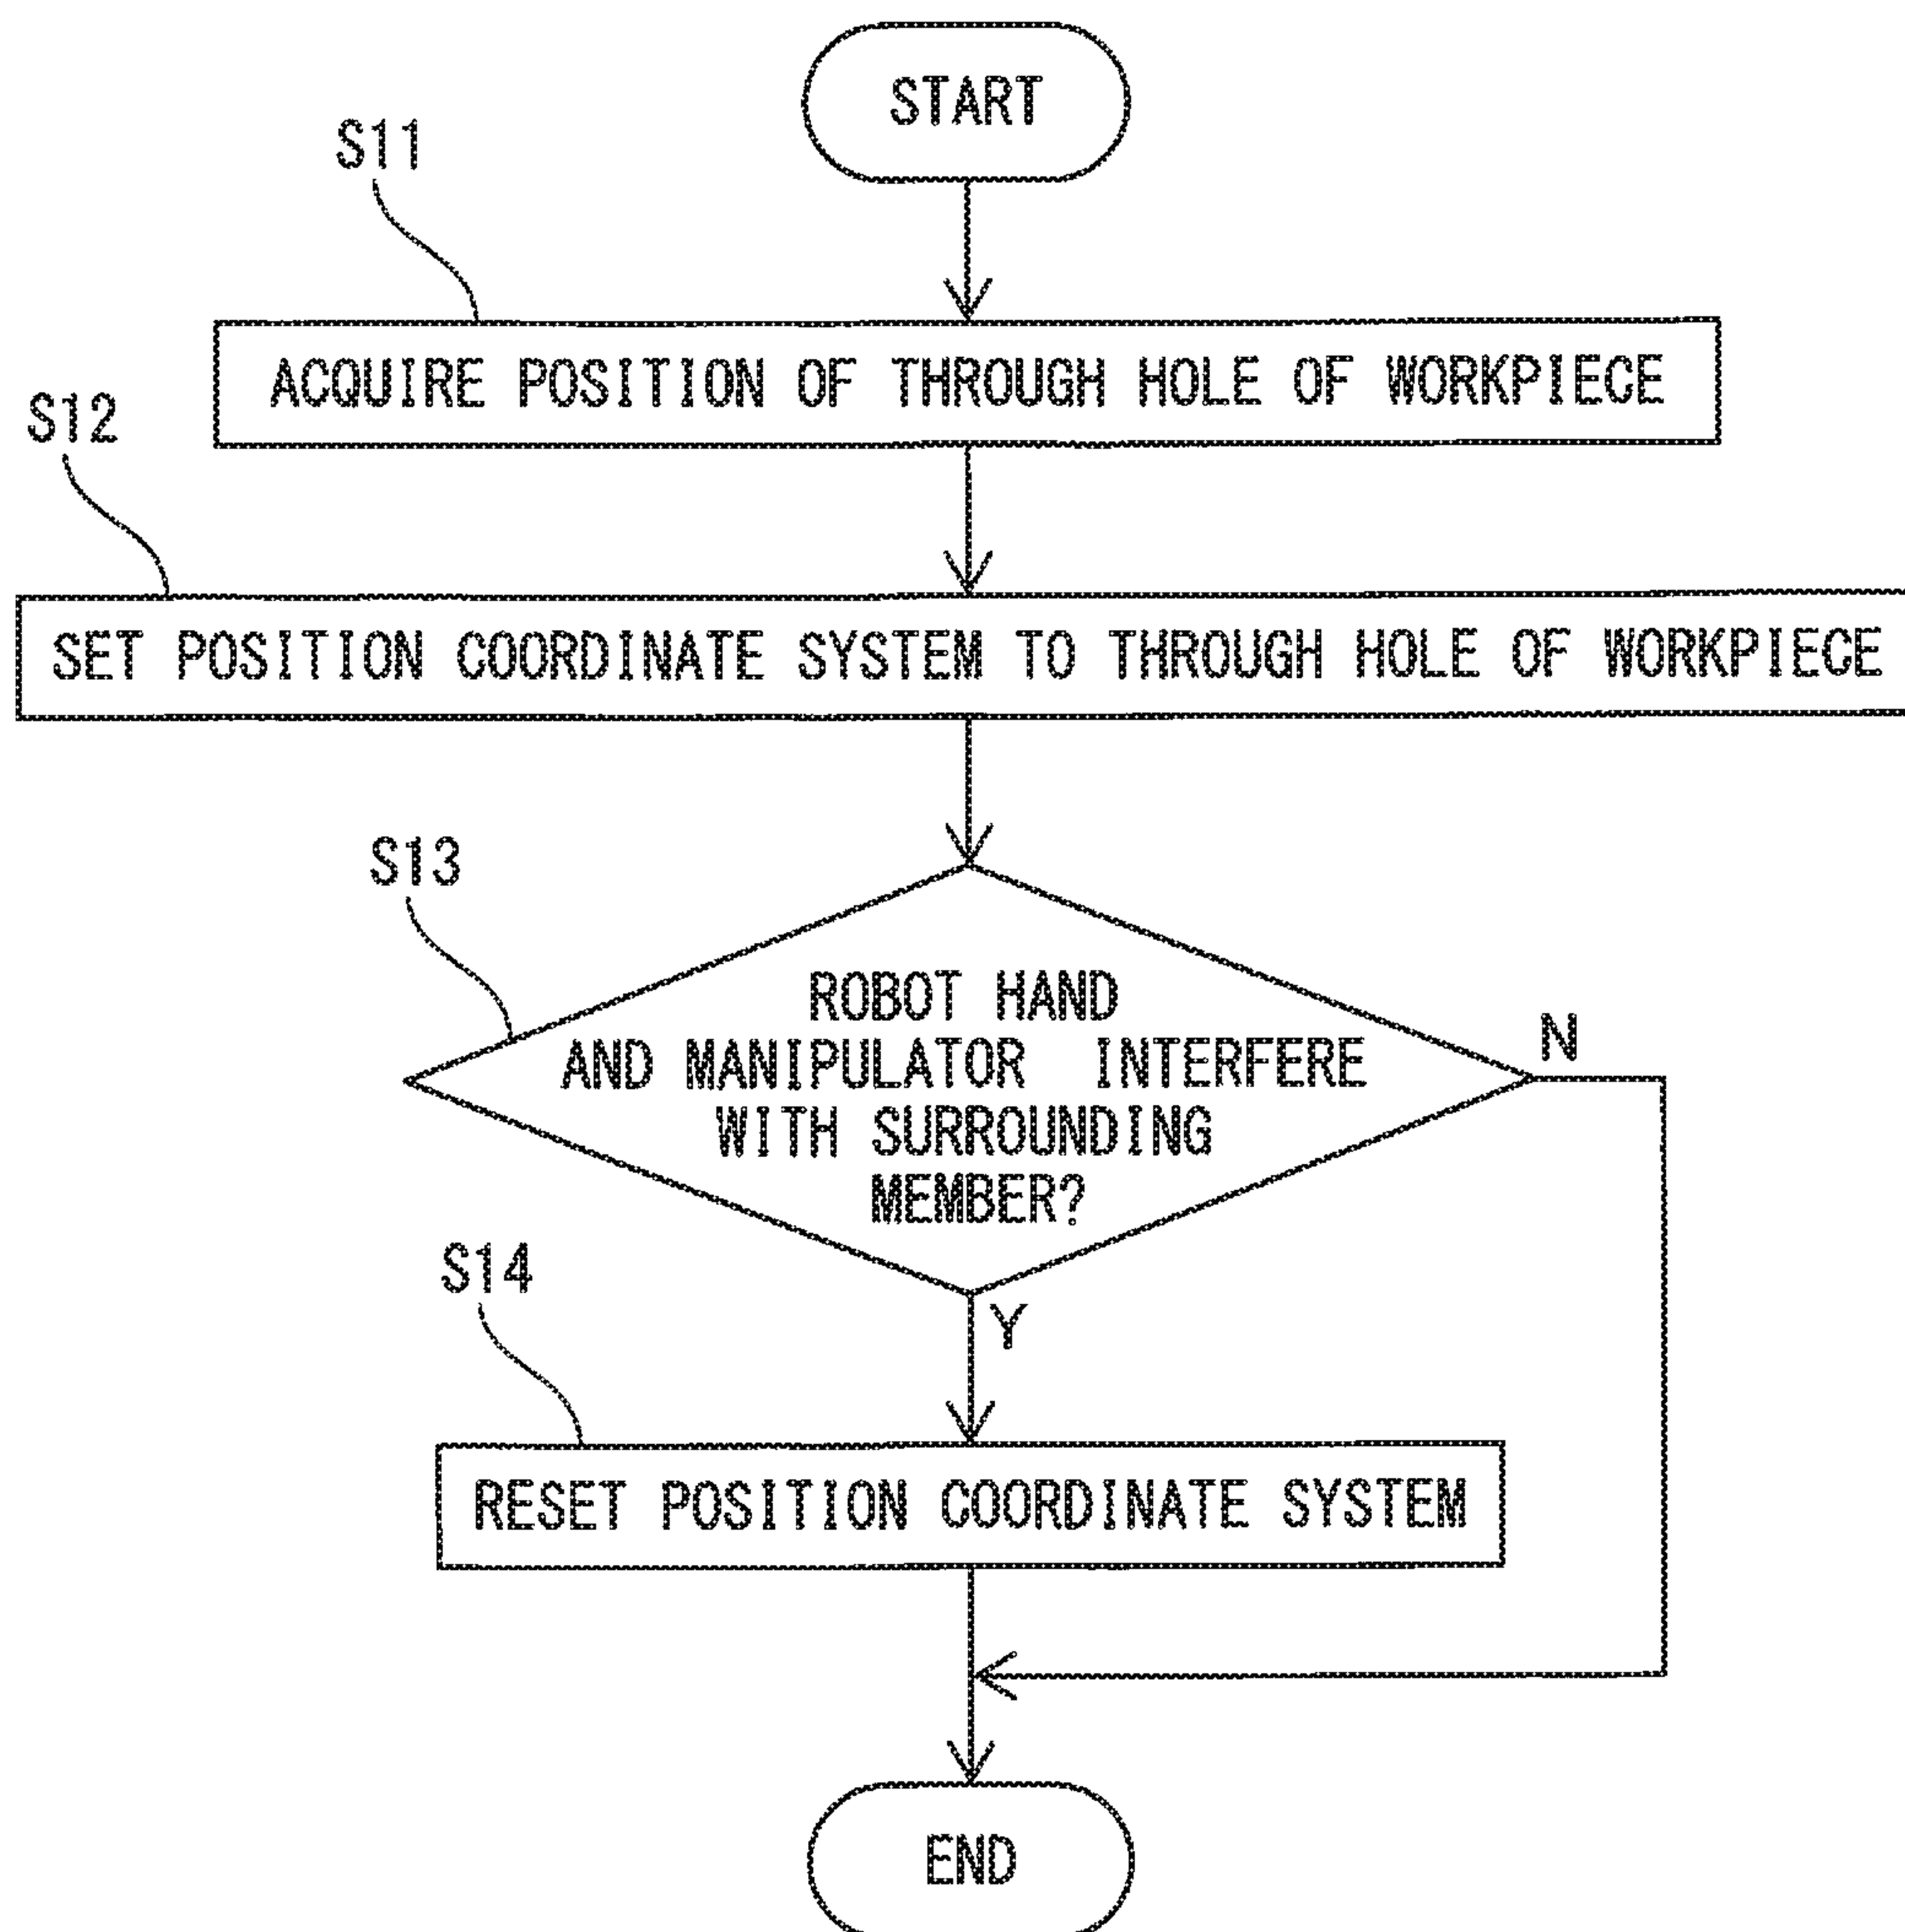 START
S11
ACQUIRE POSITION OF THROUGH HOLE OF WORKPIECE
S12
SET POSITION COORDINATE SYSTEM TO THROUGH HOLE OF WORKPIECE
S13
ROBOT HAND
AND MANIPULATOR INTERFERE
WITH SURROUNDING
MEMBER?
N
Y
S14
RESET POSITION COORDINATE SYSTEM
END